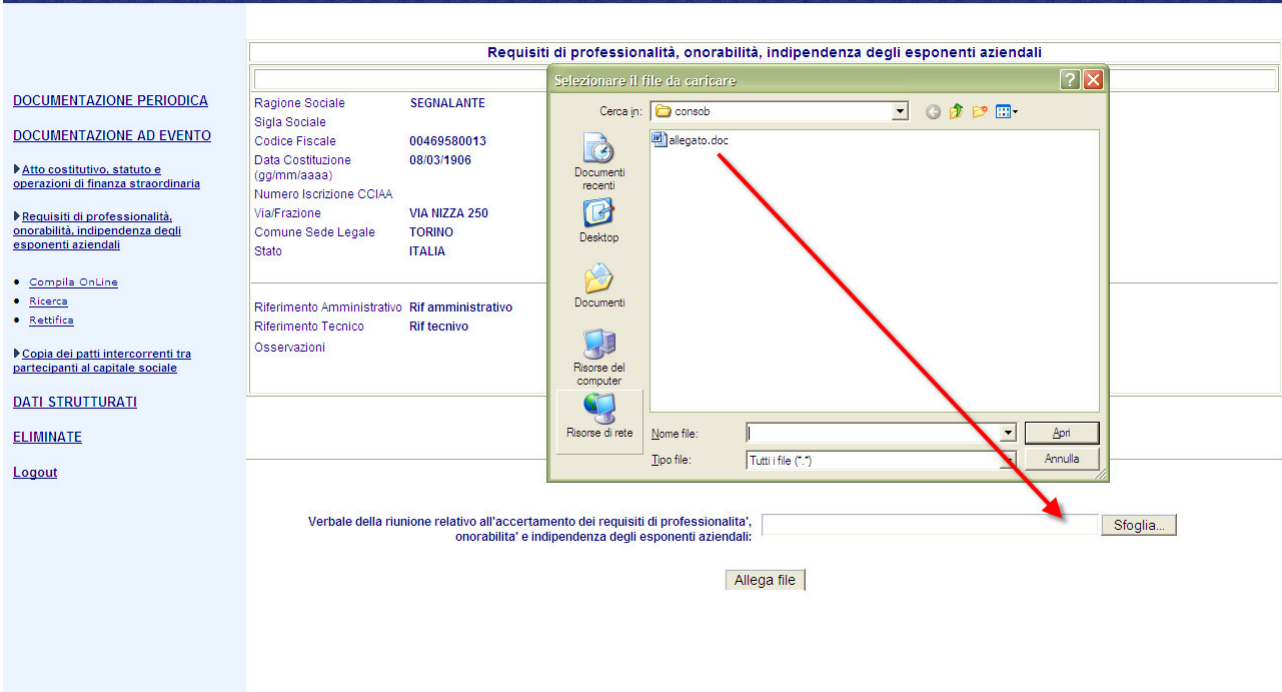 Requisiti di professionalità, onorabilità, indipendenza degli esponenti aziendali
DOCUMENTAZIONE PERIODICA
DOCUMENTAZIONE AD EVENTO
Atto costitutivo, statuto e
operazioni di finanza straordinaria
Requisiti di professionalità,
onorabilità, indipendenza degli
esponenti aziendali
Compila OnLine
Ricerca
Rettifica
Copia dei patti intercorrenti tra
partecipanti al capitale sociale
DATI STRUTTURATI
ELIMINATE
Logout
Ragione Sociale SEGNALANTE
Sigla Sociale
Codice Fiscale 00469580013
Data Costituzione 08/03/1906
(gg/mm/aaaa)
Numero Iscrizione CCIAA
Via/Frazione VIA NIZZA 250
Comune Sede Legale TORINO
Stato ITALIA
Riferimento Amministrativo Rif amministrativo
Riferimento Tecnico Rif tecnivo
Osservazioni
Selezionare il file da caricare
Cerca in: consob
allegato.doc
Documenti
recenti
Desktop
Documenti
Risorse del
computer
Risorse di rete
Nome file: Apri
Tipo file: Tutti i file (*.*) Annulla
Verbale della riunione relativo all'accertamento dei requisiti di professionalita',
onorabilita' e indipendenza degli esponenti aziendali: Sfoglia...
Allega file